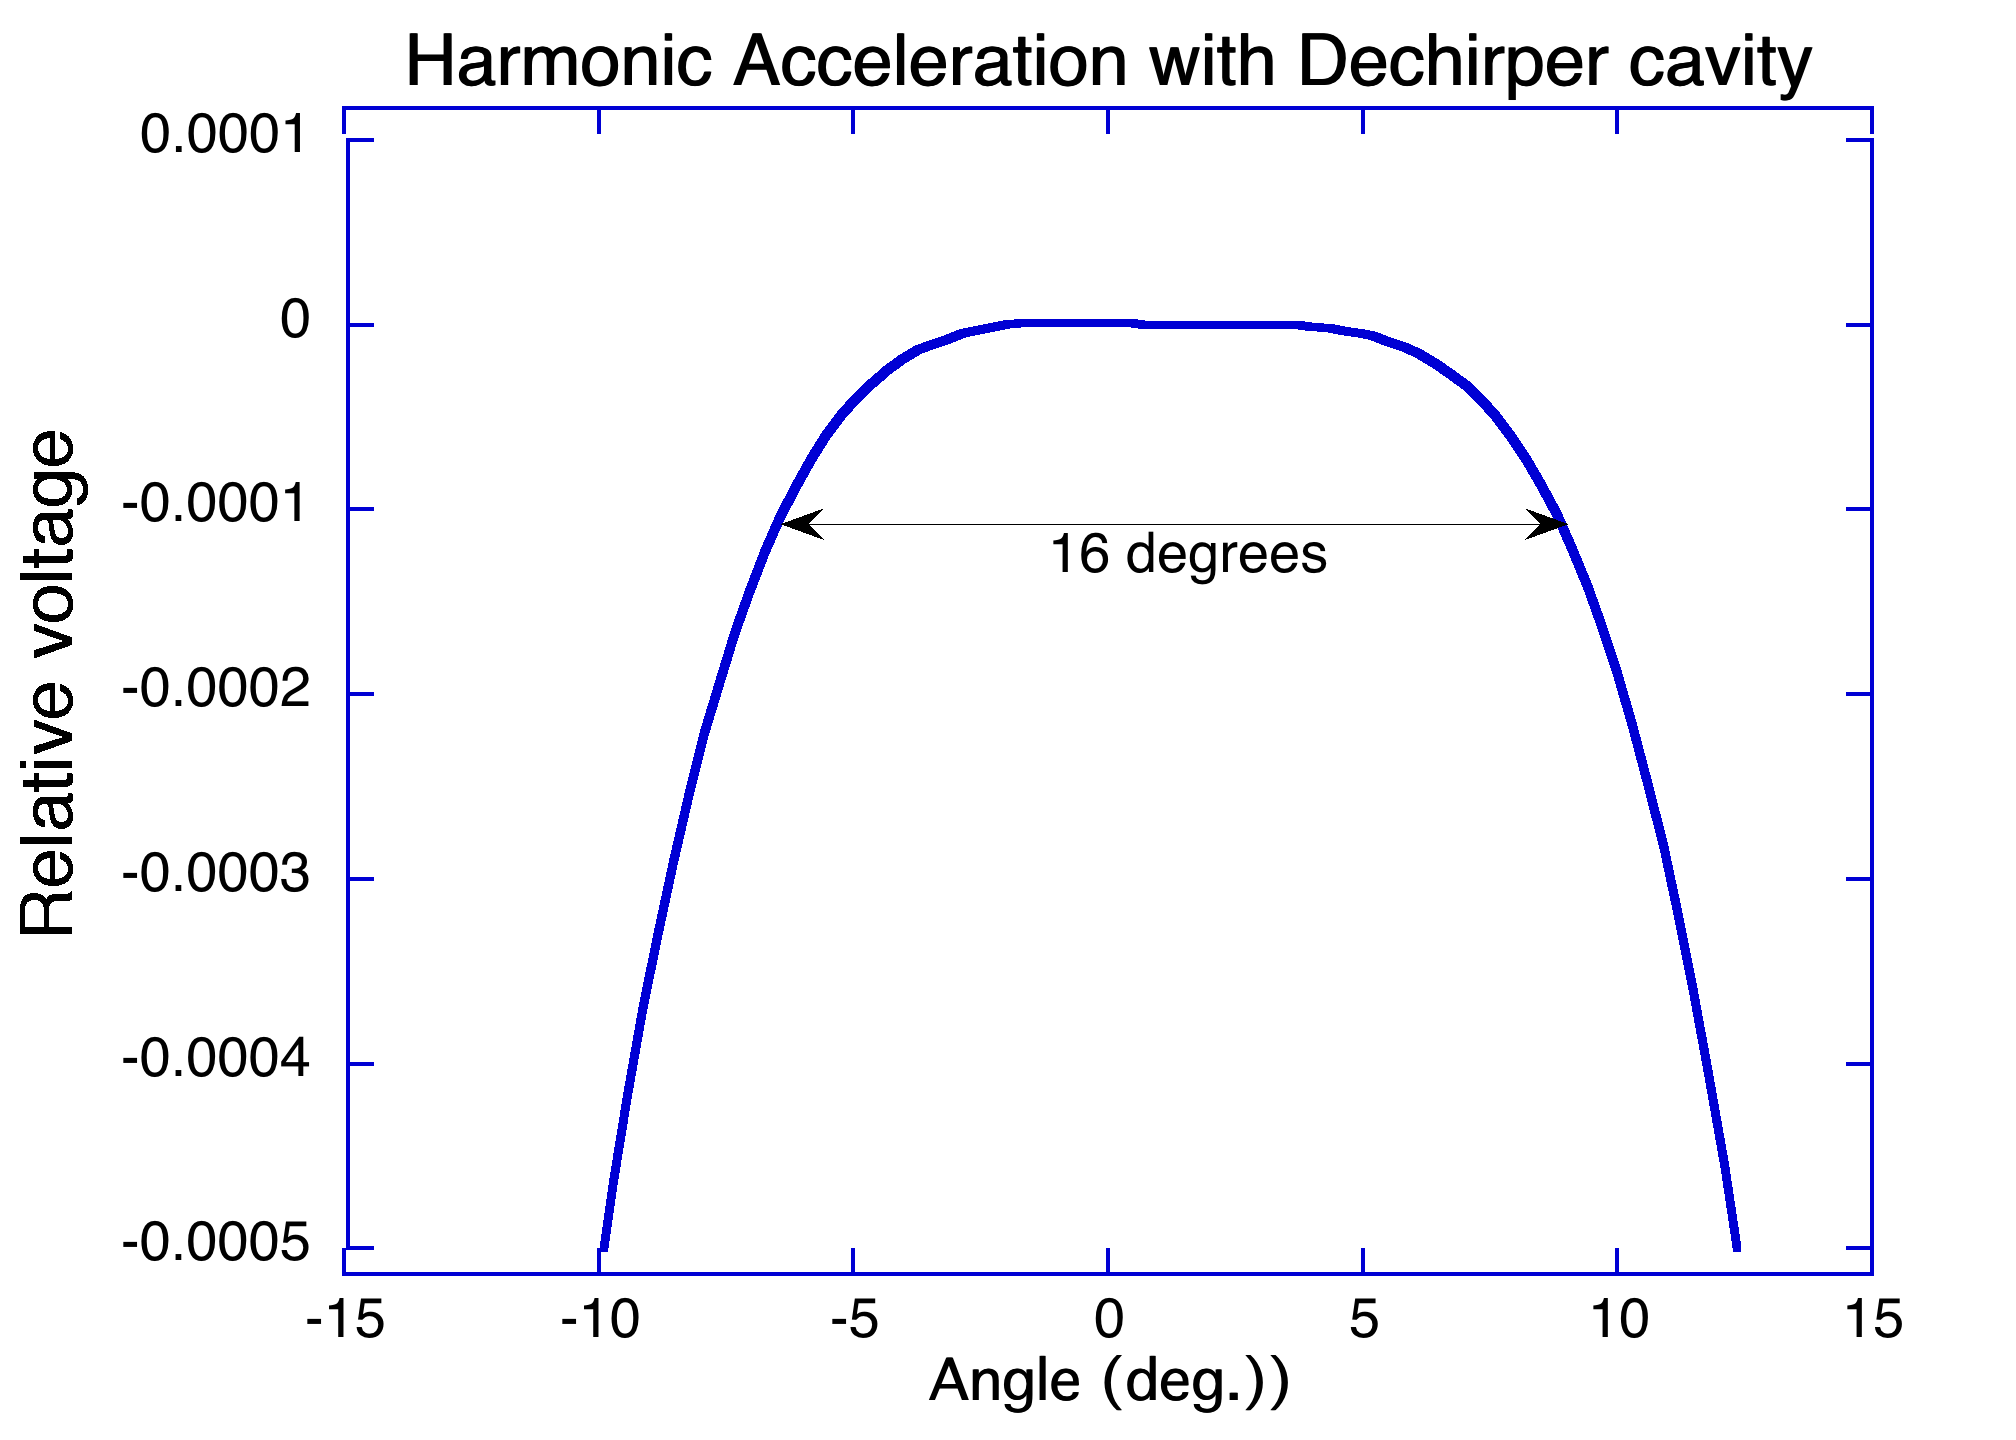 Harmonic Acceleration with Dechirper cavity
0.0001
0
-0.0001
-0.0002
-0.0003
-0.0004
-0.0005
Relative voltage
16 degrees
-15 -10 -5 0 5 10 15
Angle (deg.))